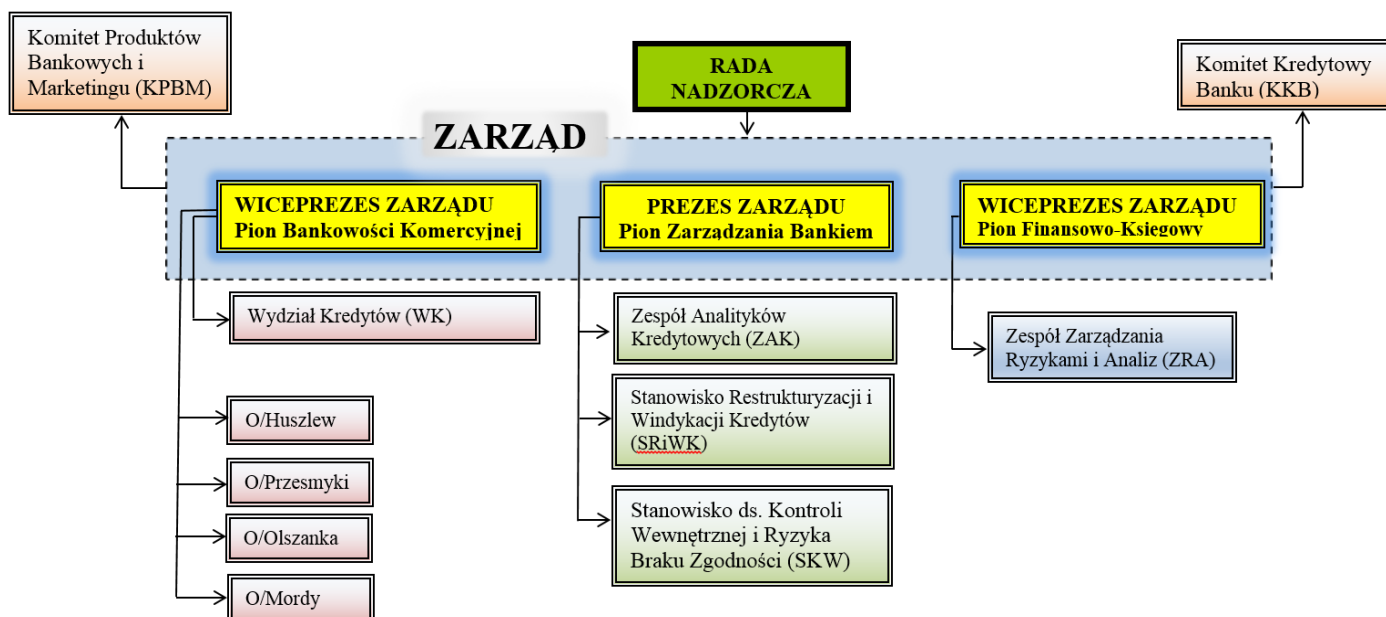 Komitet Produktów
Bankowych i
Marketingu (KPBM)
RADA
NADZORCZA
Komitet Kredytowy
Banku (KKB)
ZARZĄD
WICEPREZES ZARZĄDU
Pion Bankowości Komercyjnej
PREZES ZARZĄDU
Pion Zarządzania Bankiem
WICEPREZES ZARZĄDU
Pion Finansowo-Księgowy
Wydział Kredytów (WK)
O/Huszlew
O/Przesmyki
O/Olszanka
O/Mordy
Zespół Analityków
Kredytowych (ZAK)
Stanowisko Restrukturyzacji i
Windykacji Kredytów
(SRiWK)
Stanowisko ds. Kontroli
Wewnętrznej i Ryzyka
Braku Zgodności (SKW)
Zespół Zarządzania
Ryzykami i Analiz (ZRA)